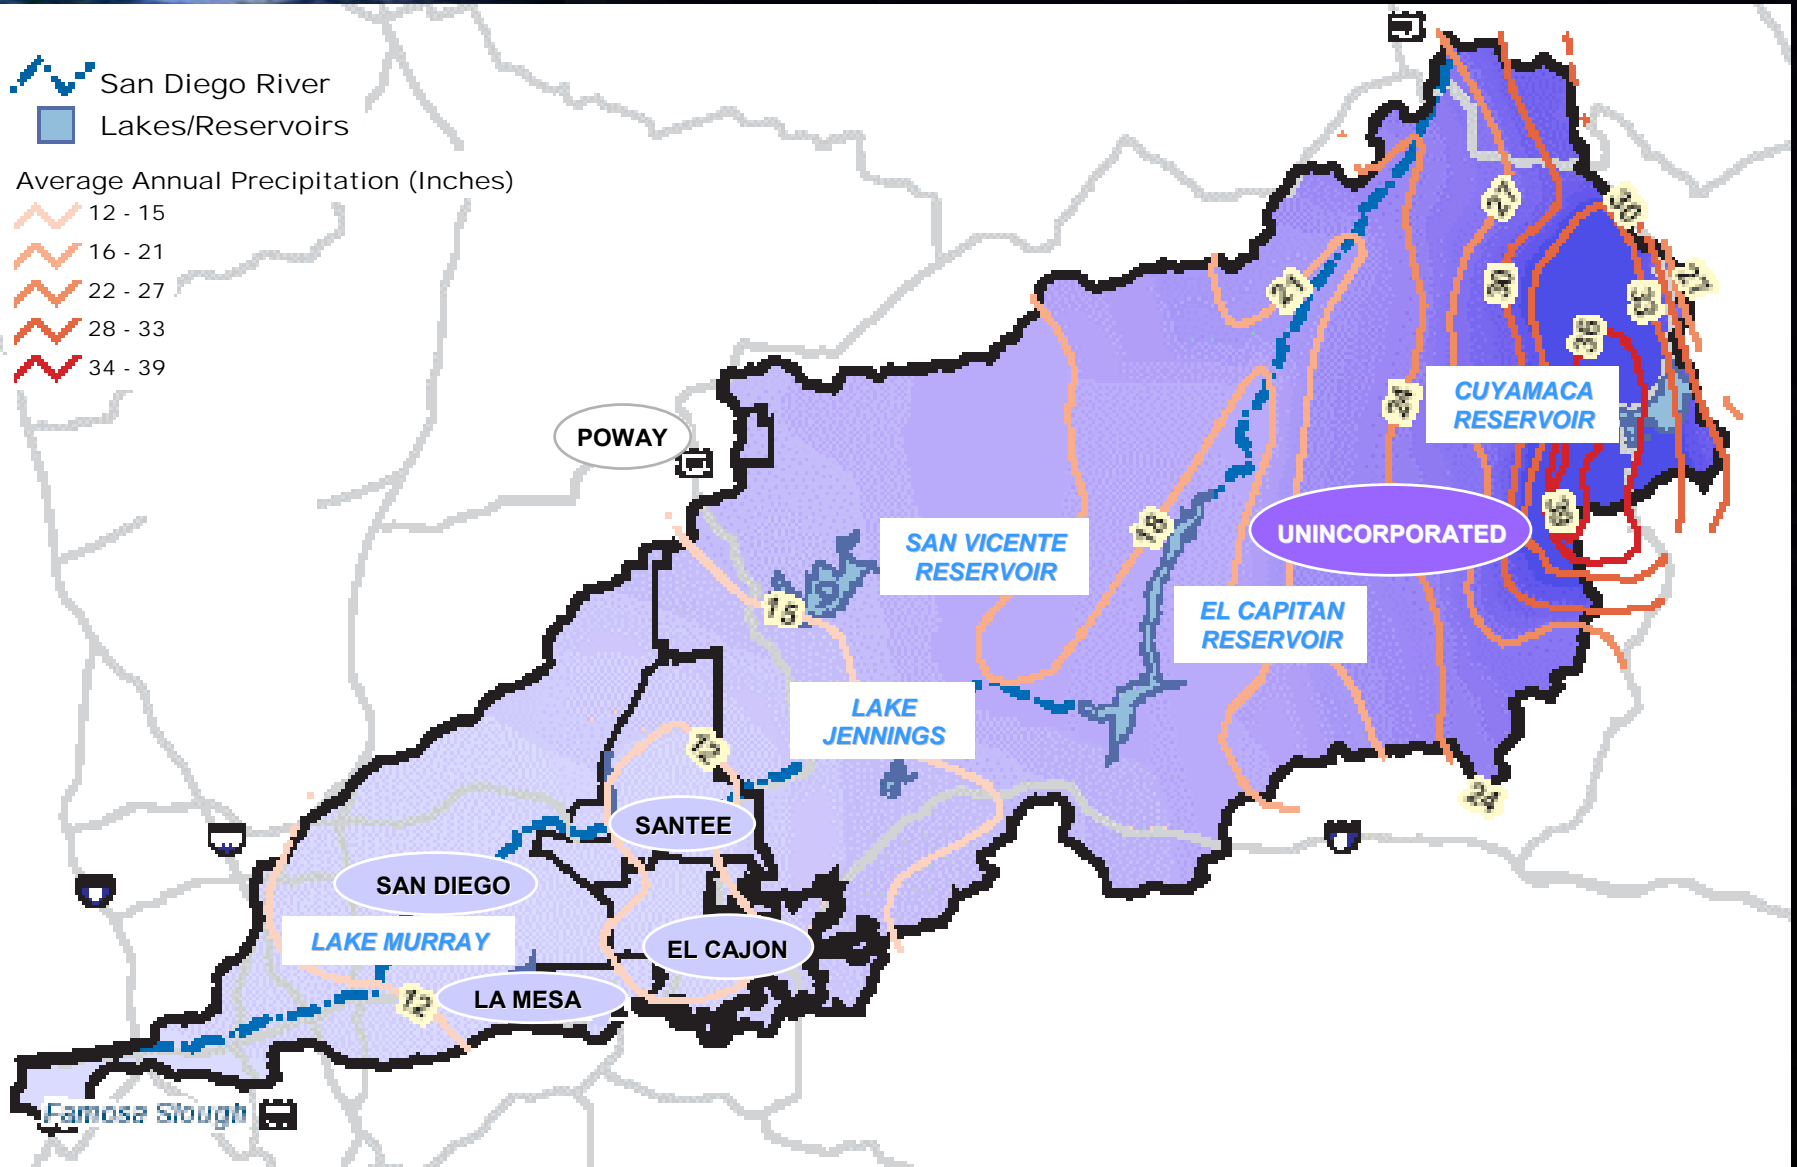 San Diego River
Lakes/Reservoirs
Average Annual Precipitation (Inches)
12 - 15
16 - 21
22 - 27
28 - 33
34 - 39
27
30
27
21
30
33
36
24
CUYAMACA
RESERVOIR
POWAY
18
39
UNINCORPORATED
SAN VICENTE
RESERVOIR
15
EL CAPITAN
RESERVOIR
LAKE
JENNINGS
12
24
SANTEE
SAN DIEGO
LAKE MURRAY
EL CAJON
LA MESA
12
Famosa Slough